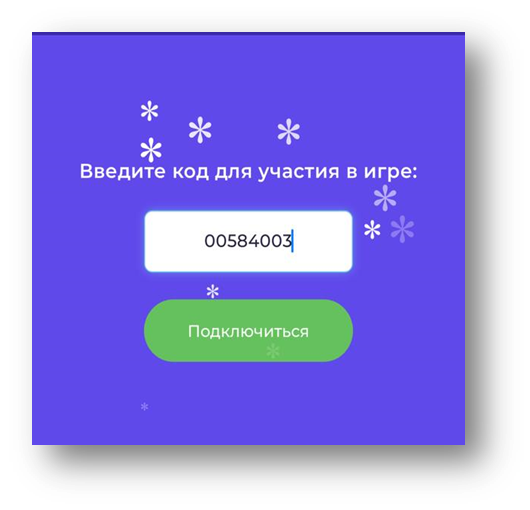 Введите код для участия в игре:
00584003
Подключиться